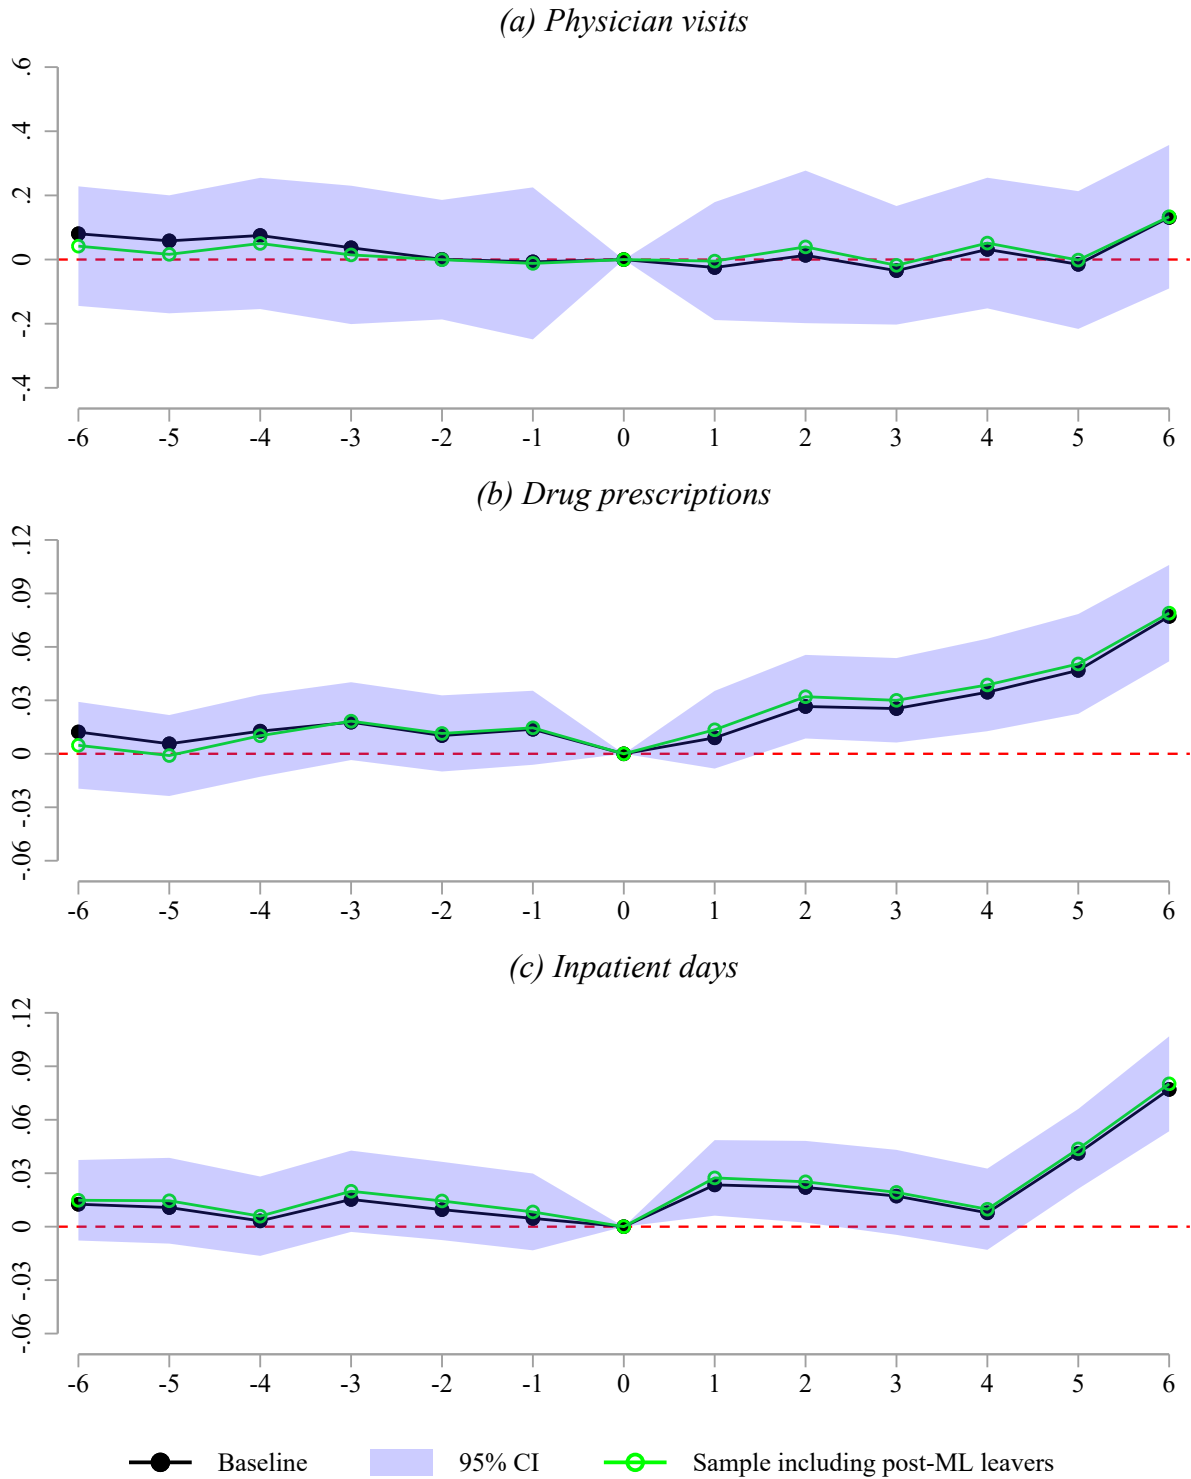 (a) Physician visits
.6
.4
.2
0
-.2
-.4
-6 -5 -4 -3 -2 -1 0 1 2 3 4 5 6
(b) Drug prescriptions
.12
.09
.06
.03
0
-.03
-.06
-6 -5 -4 -3 -2 -1 0 1 2 3 4 5 6
(c) Inpatient days
.12
.09
.06
.03
0
-.03
-.06
-6 -5 -4 -3 -2 -1 0 1 2 3 4 5 6
Baseline 95% CI Sample including post-ML leavers